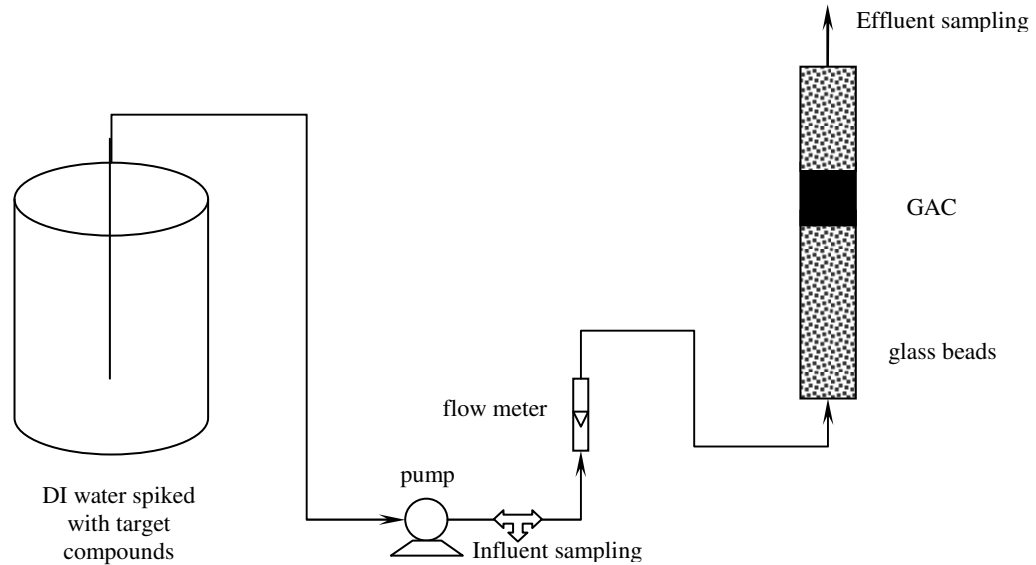 Effluent sampling
GAC
glass beads
flow meter
pump
DI water spiked
with target
compounds
Influent sampling